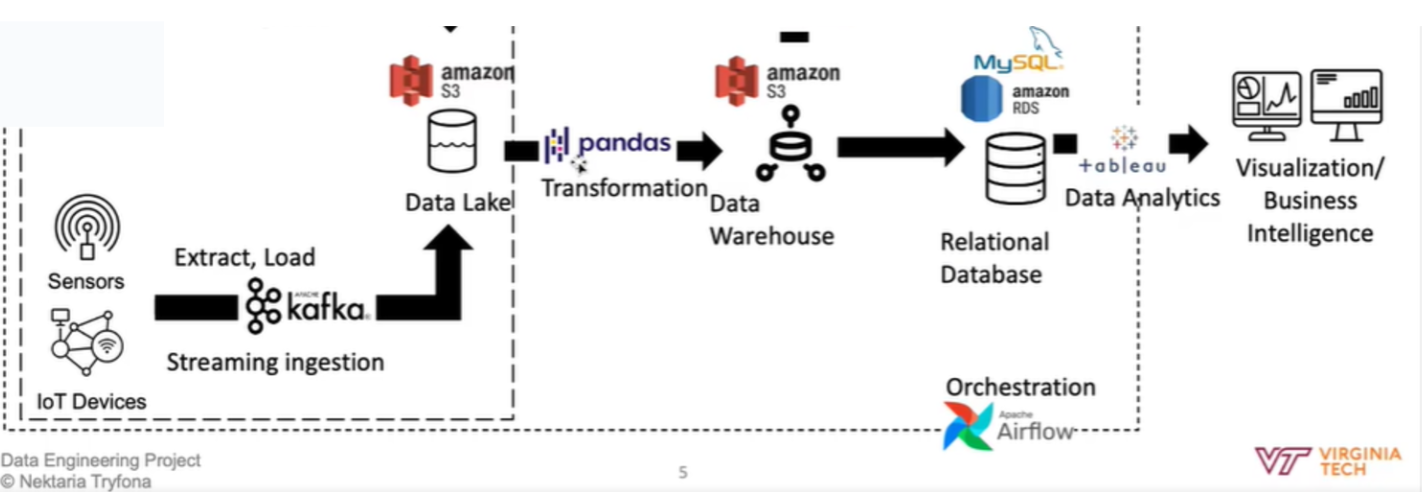 amazon
S3
amazon
S3
MySQL
amazon
RDS
pandas
+ableau
Transformation
Data Lake
Data
Warehouse
Data Analytics
Visualization/
Business
Intelligence
Relational
Database
Sensors
Extract, Load
APACHE
kafka
Streaming ingestion
IoT Devices
Orchestration
Apache
Airflow
Data Engineering Project
© Nektaria Tryfona
5
VT VIRGINIA
TECH